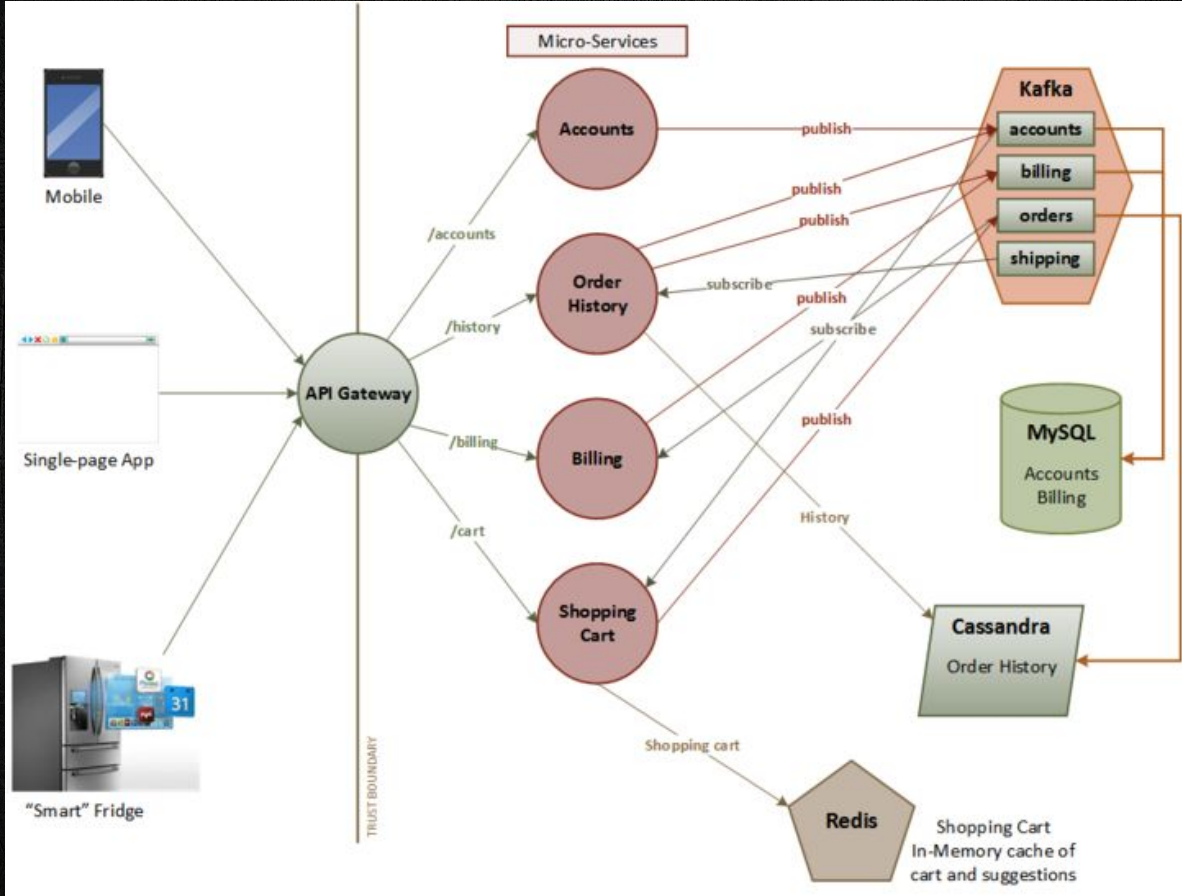 Micro-Services
Mobile
Single-page App
31
“Smart” Fridge
API Gateway
TRUST BOUNDARY
/accounts
/history
/billing
/cart
Accounts
Order
History
Billing
Shopping
Cart
publish
publish
publish
subscribe
publish
subscribe
publish
History
Shopping cart
Kafka
accounts
billing
orders
shipping
MySQL
Accounts
Billing
Cassandra
Order History
Redis
Shopping Cart
In-Memory cache of
cart and suggestions